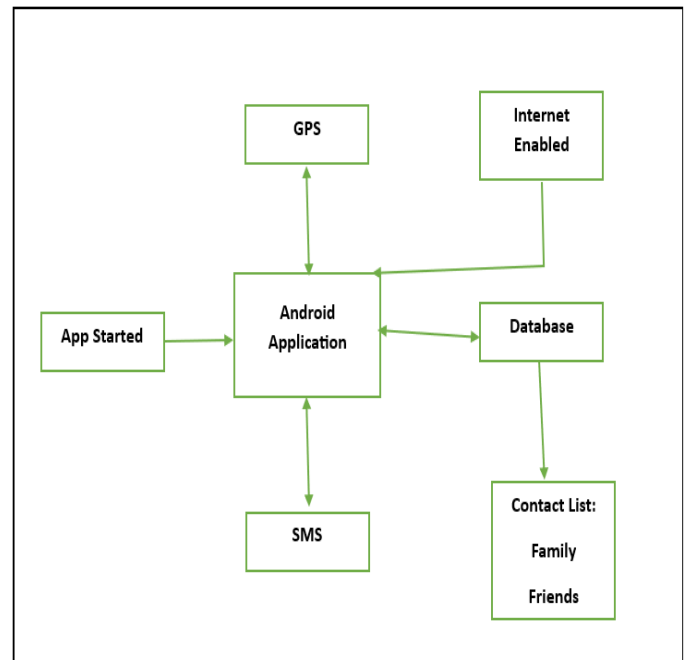 GPS
Internet
Enabled
App Started
Android
Application
Database
SMS
Contact List:
Family
Friends